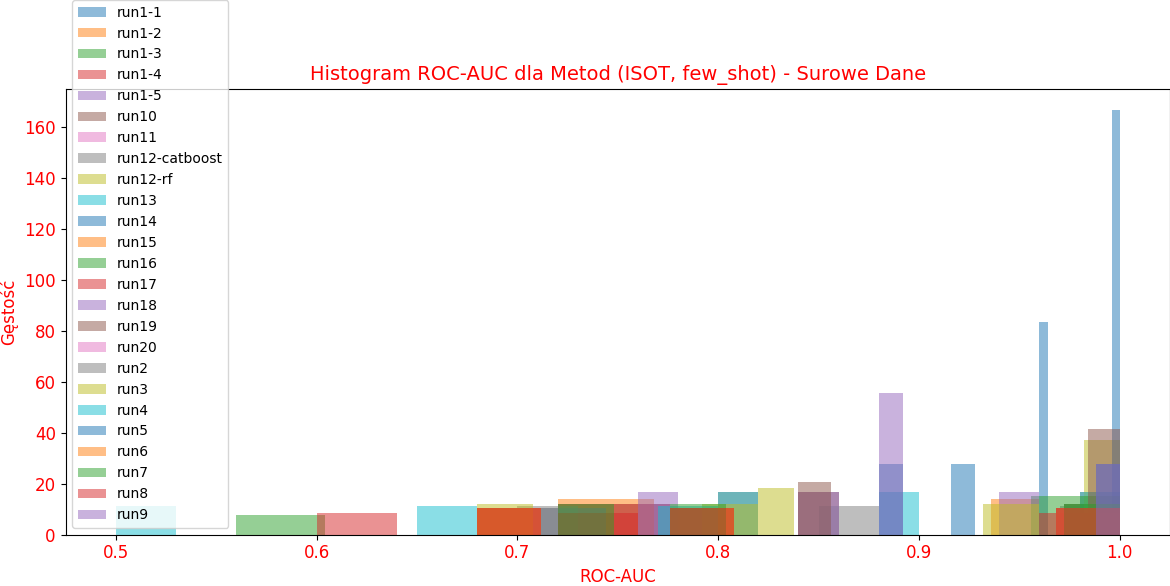 run1-1
run1-2
run1-3
run1-4
run1-5
run10
run11
run12-catboost
run12-rf
run13
run14
run15
run16
run17
run18
run19
run20
run2
run3
run4
run5
run6
run7
run8
run9
Histogram ROC-AUC dla Metod (ISOT, few_shot) - Surowe Dane
Gęstość
160
140
120
100
80
60
40
20
0
0.5 0.6 0.7 0.8 0.9 1.0
ROC-AUC